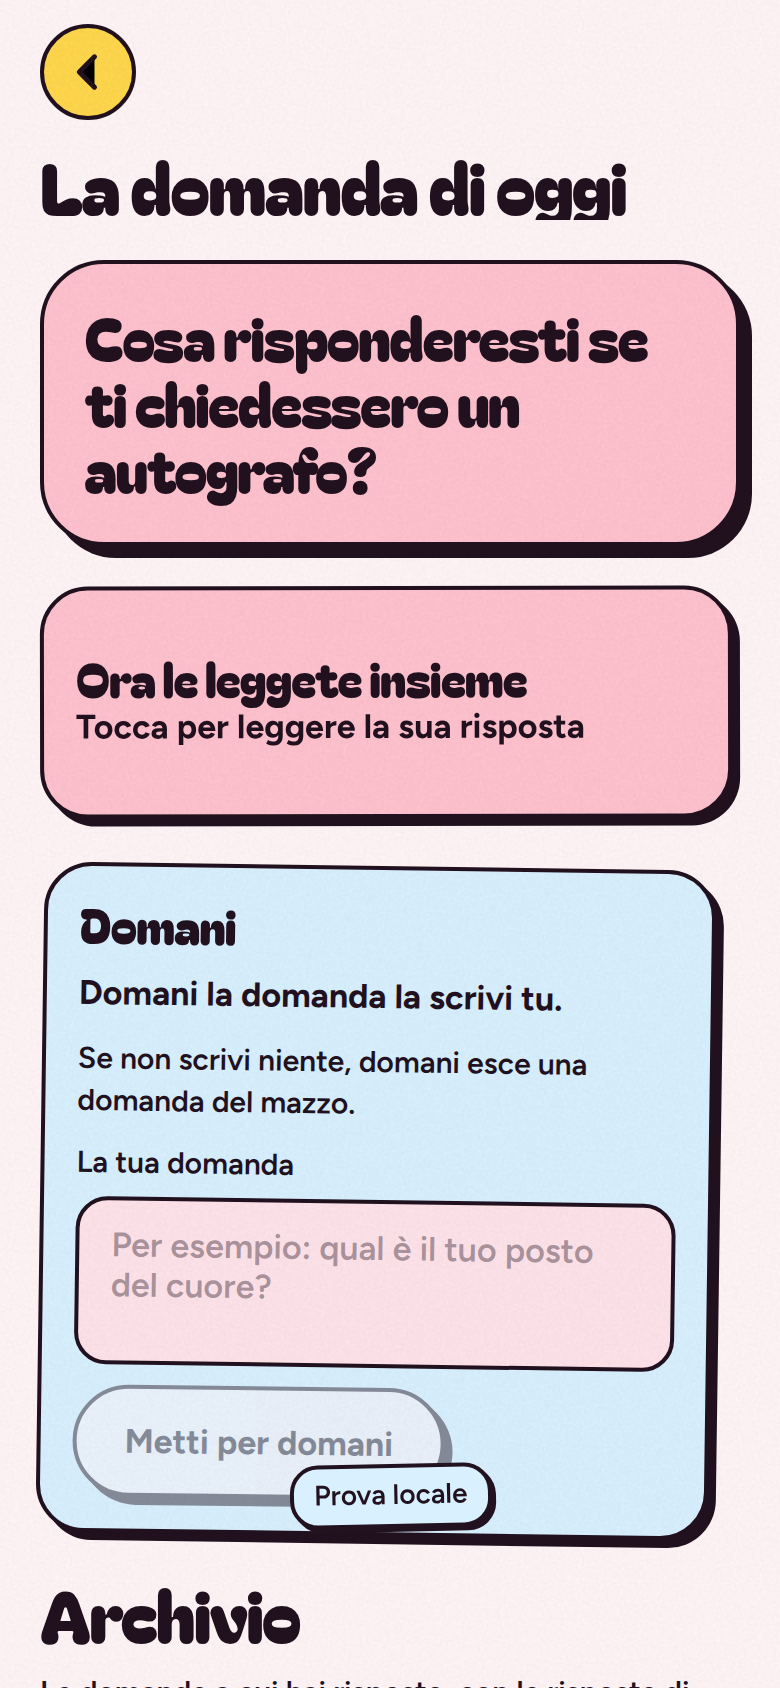 La domanda di oggi
Cosa risponderesti se
ti chiedessero un
autografo?
Ora le leggete insieme
Tocca per leggere la sua risposta
Domani
Domani la domanda la scrivi tu.
Se non scrivi niente, domani esce una
domanda del mazzo.
La tua domanda
Per esempio: qual è il tuo posto
del cuore?
Metti per domani
Prova locale
Archivio